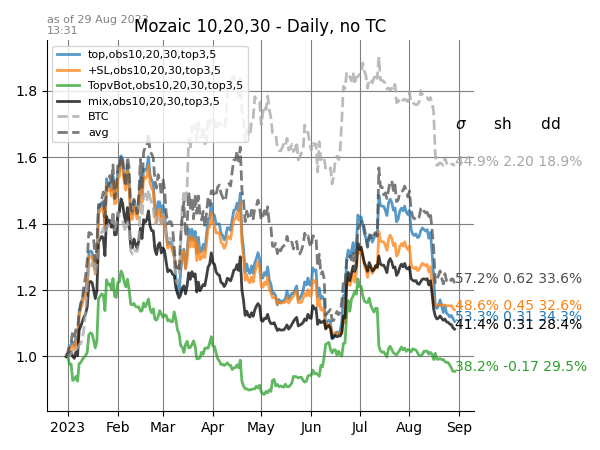 as of 29 Aug 2023
13:31
Mozaic 10,20,30 - Daily, no TC
top,obs10,20,30,top3,5
+SL,obs10,20,30,top3,5
TopvBot,obs10,20,30,top3,5
mix,obs10,20,30,top3,5
BTC
avg
σ sh dd
44.9% 2.20 18.9%
57.2% 0.62 33.6%
48.6% 0.45 32.6%
53.3% 0.31 34.3%
41.4% 0.31 28.4%
38.2% -0.17 29.5%
1.8
1.6
1.4
1.2
1.0
2023 Feb Mar Apr May Jun Jul Aug Sep